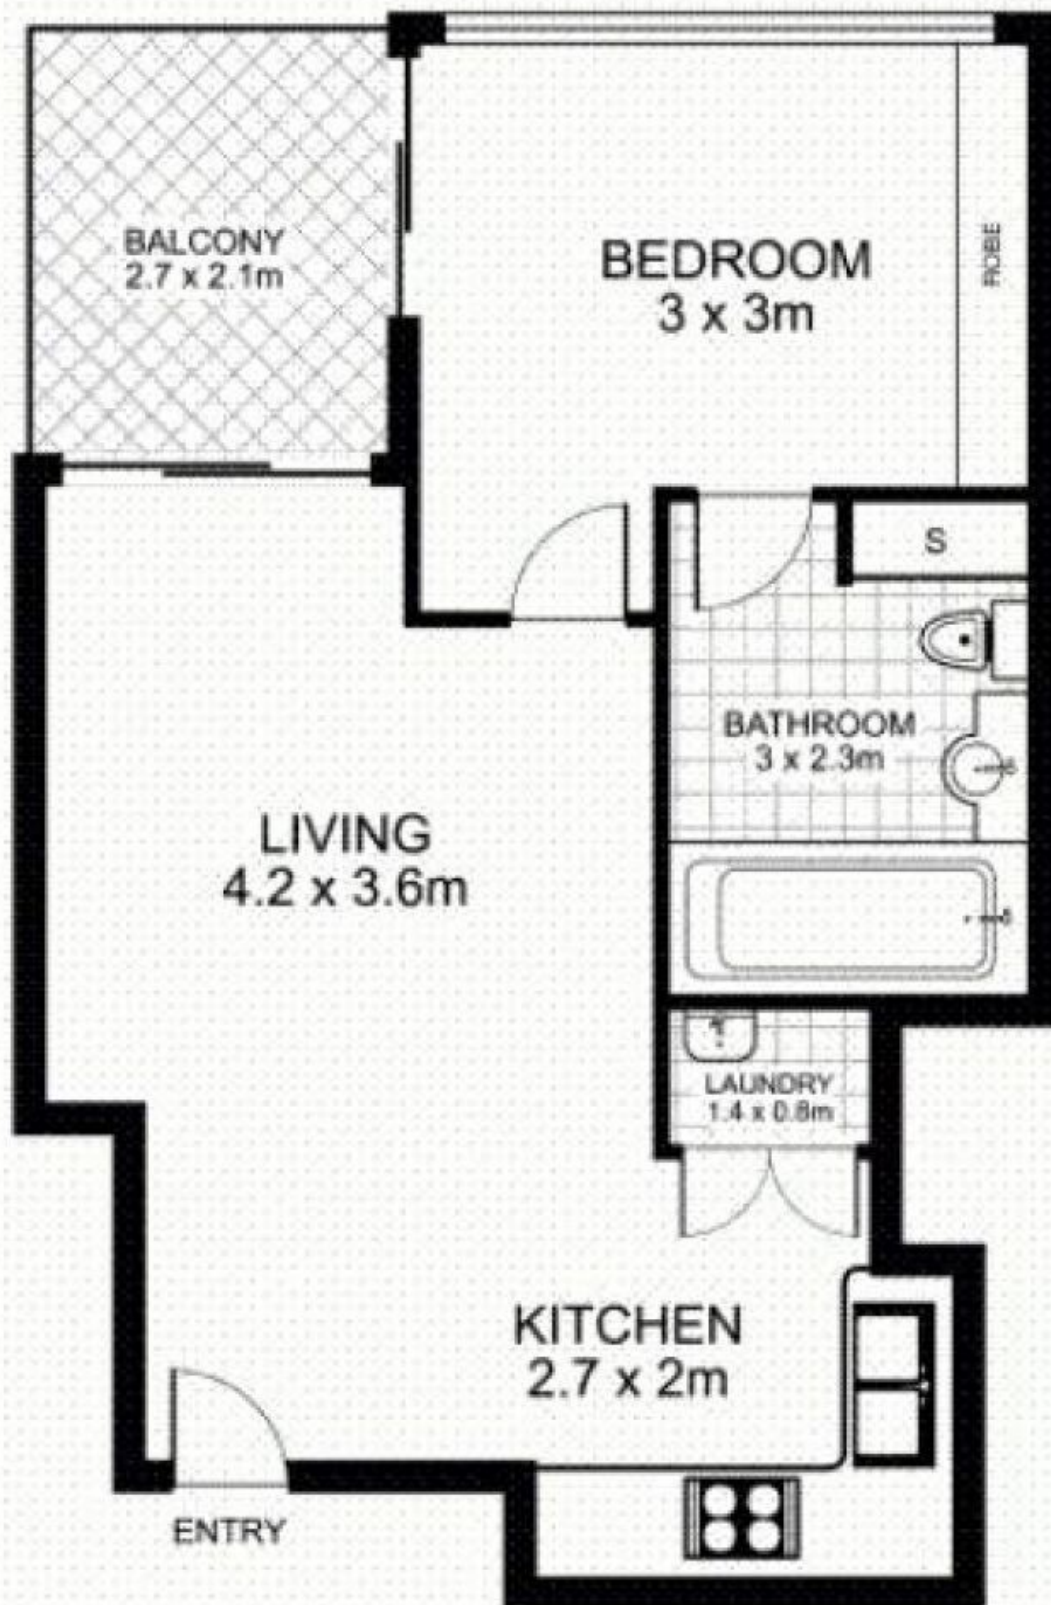 BALCONY
2.7 x 2.1m
BEDROOM
3 x 3m
ROBE
S
BATHROOM
3 x 2.3m
LIVING
4.2 x 3.6m
LAUNDRY
1.4 x 0.8m
KITCHEN
2.7 x 2m
ENTRY